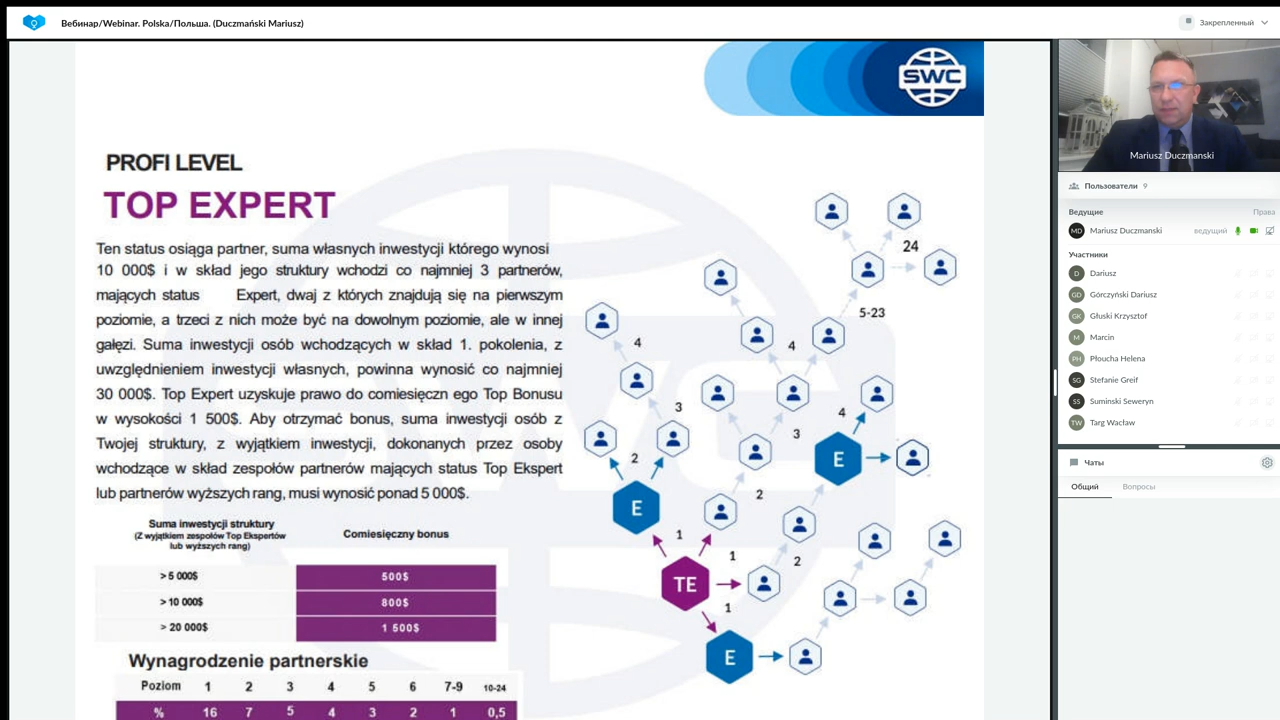 Вебинар/Webinar. Polska/Польша. (Duczmański Mariusz)
Закрепленный
SWC
PROFI LEVEL
TOP EXPERT
Ten status osiąga partner, suma własnych inwestycji którego wynosi
10 000$ i w skład jego struktury wchodzi co najmniej 3 partnerów,
mających status Expert, dwaj z których znajdują się na pierwszym
poziomie, a trzeci z nich może być na dowolnym poziomie, ale w innej
gałęzi. Suma inwestycji osób wchodzących w skład 1. pokolenia, z
uwzględnieniem inwestycji własnych, powinna wynosić co najmniej
30 000$. Top Expert uzyskuje prawo do comiesięczn ego Top Bonusu
w wysokości 1 500$. Aby otrzymać bonus, suma inwestycji osób z
Twojej struktury, z wyjątkiem inwestycji, dokonanych przez osoby
wchodzące w skład zespołów partnerów mających status Top Ekspert
lub partnerów wyższych rang, musi wynosić ponad 5 000$.
Suma inwestycji struktury
(Z wyjątkiem zespołów Top Ekspertów
lub wyższych rang)
Comiesięczny bonus
> 5 000$ 500$
> 10 000$ 800$
> 20 000$ 1 500$
Wynagrodzenie partnerskie
Poziom 1 2 3 4 5 6 7-9 10-24
% 16 7 5 4 3 2 1 0,5
24
5-23
4
4
3
4
3
2
E
E
2
1
1
2
TE
1
E
Mariusz Duczmanski
Пользователи 9
Ведущие Права
MD Mariusz Duczmanski ведущий
Участники
D Dariusz
GD Górczyński Dariusz
GK Głuski Krzysztof
M Marcin
PH Płoucha Helena
SG Stefanie Greif
SS Suminski Seweryn
TW Targ Wacław
Чаты
Общий Вопросы